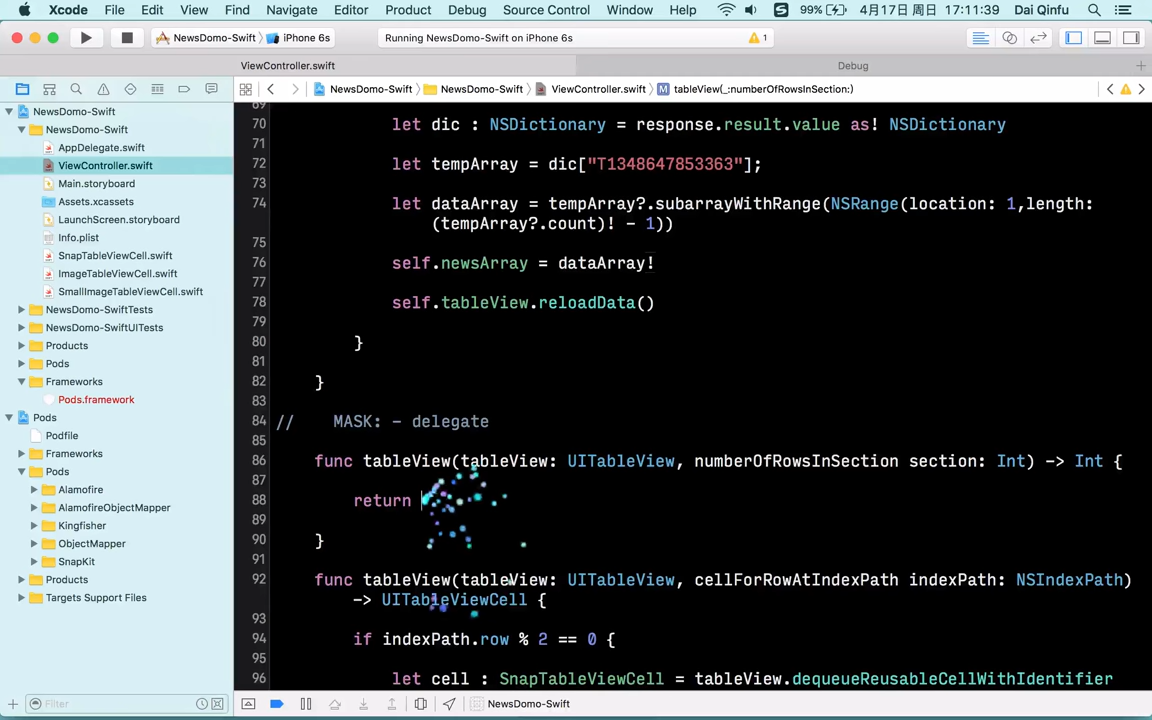 Xcode File Edit View Find Navigate Editor Product Debug Source Control Window Help 99% 4月17日 周日 17:11:39 Dai Qinfu
NewsDomo-Swift iPhone 6s Running NewsDomo-Swift on iPhone 6s 1
ViewController.swift Debug
NewsDomo-Swift NewsDomo-Swift ViewController.swift M tableView(_:numberOfRowsInSection:)
NewsDomo-Swift
NewsDomo-Swift
AppDelegate.swift
ViewController.swift
Main.storyboard
Assets.xcassets
LaunchScreen.storyboard
Info.plist
SnapTableViewCell.swift
ImageTableViewCell.swift
SmallImageTableViewCell.swift
NewsDomo-SwiftTests
NewsDomo-SwiftUITests
Products
Pods
Frameworks
Pods.framework
Pods
Podfile
Frameworks
Pods
Alamofire
AlamofireObjectMapper
Kingfisher
ObjectMapper
SnapKit
Products
Targets Support Files
Filter
69
70 let dic : NSDictionary = response.result.value as! NSDictionary
71
72 let tempArray = dic["T1348647853363"];
73
74 let dataArray = tempArray?.subarrayWithRange(NSRange(location: 1,length:
(tempArray?.count)! - 1))
75
76 self.newsArray = dataArray!
77
78 self.tableView.reloadData()
79
80 }
81
82 }
83
84 // MASK: - delegate
85
86 func tableView(tableView: UITableView, numberOfRowsInSection section: Int) -> Int {
87
88 return
89
90 }
91
92 func tableView(tableView: UITableView, cellForRowAtIndexPath indexPath: NSIndexPath)
-> UITableViewCell {
93
94 if indexPath.row % 2 == 0 {
95
96 let cell : SnapTableViewCell = tableView.dequeueReusableCellWithIdentifier
NewsDomo-Swift